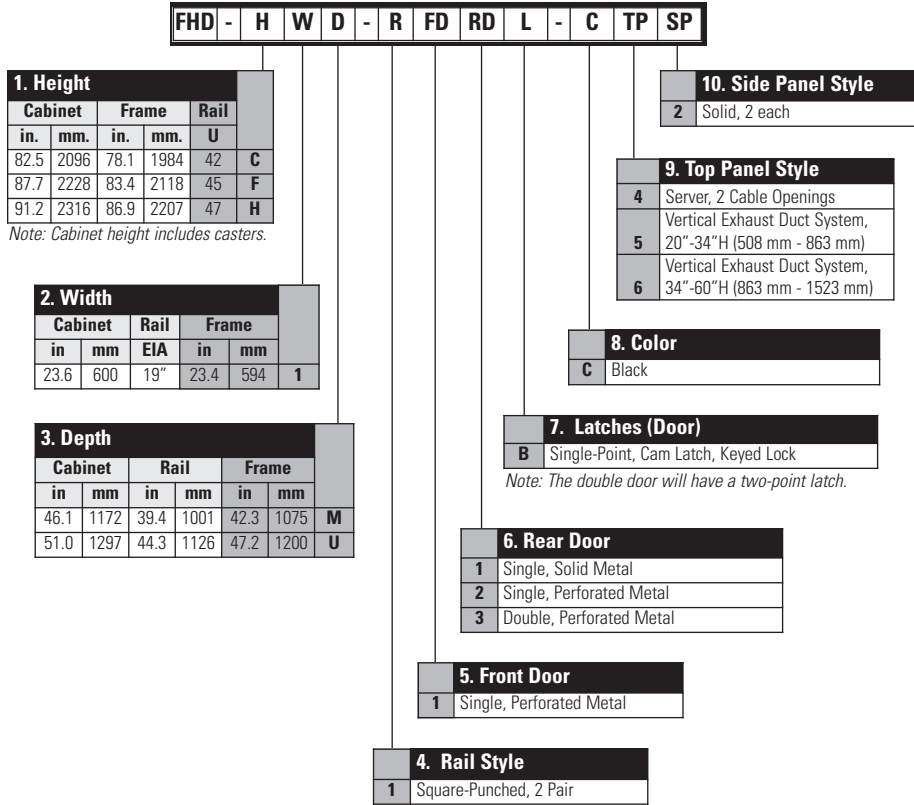 FHD - H W D - R FD RD L - C TP SP
1. Height
Cabinet Frame Rail
in. mm. in. mm. U
82.5 2096 78.1 1984 42 C
87.7 2228 83.4 2118 45 F
91.2 2316 86.9 2207 47 H
Note: Cabinet height includes casters.
2. Width
Cabinet Rail Frame
in mm EIA in mm
23.6 600 19" 23.4 594 1
3. Depth
Cabinet Rail Frame
in mm in mm in mm
46.1 1172 39.4 1001 42.3 1075 M
51.0 1297 44.3 1126 47.2 1200 U
10. Side Panel Style
2 Solid, 2 each
9. Top Panel Style
4 Server, 2 Cable Openings
Vertical Exhaust Duct System,
5 20"-34"H (508 mm - 863 mm)
Vertical Exhaust Duct System,
6 34"-60"H (863 mm - 1523 mm)
8. Color
C Black
7. Latches (Door)
B Single-Point, Cam Latch, Keyed Lock
Note: The double door will have a two-point latch.
6. Rear Door
1 Single, Solid Metal
2 Single, Perforated Metal
3 Double, Perforated Metal
5. Front Door
1 Single, Perforated Metal
4. Rail Style
1 Square-Punched, 2 Pair